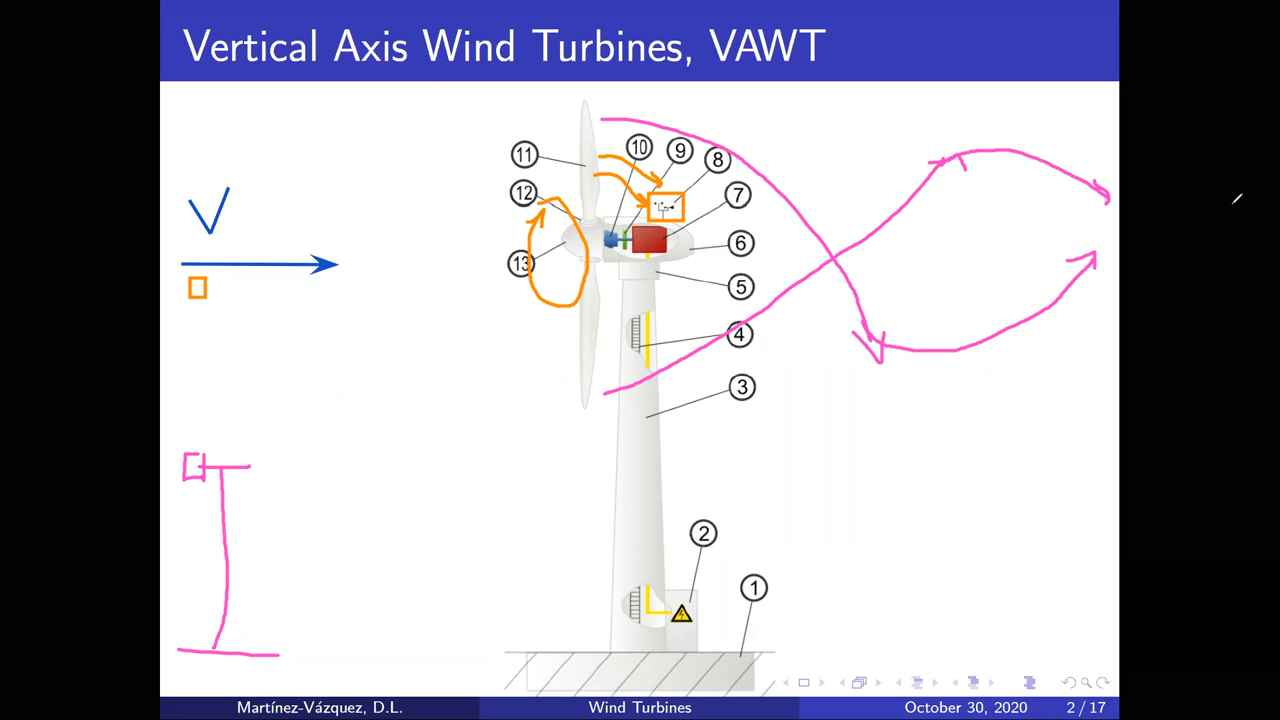 Vertical Axis Wind Turbines, VAWT
10
9
8
11
7
12
V
6
13
5
4
3
2
1
Martínez-Vázquez, D.L.
Wind Turbines
October 30, 2020
2 / 17